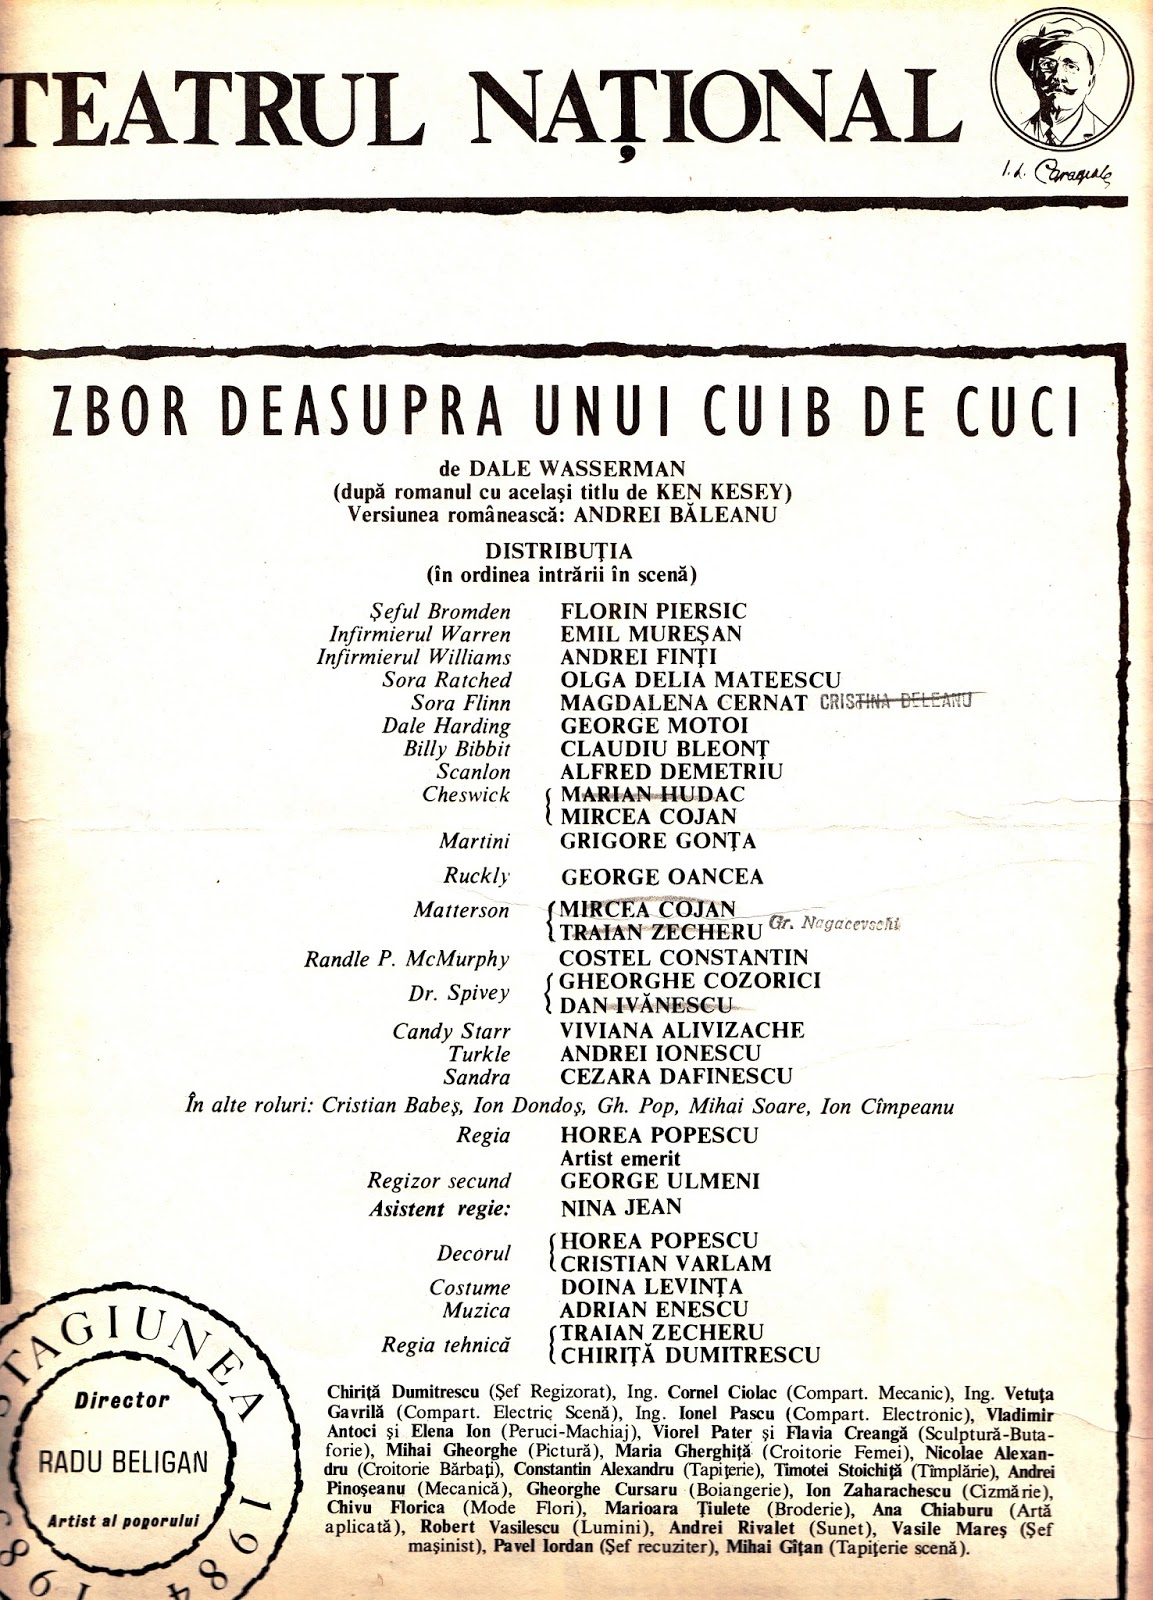 TEATRUL NAȚIONAL
I. L. Caragiale
ZBOR DEASUPRA UNUI CUIB DE CUCI
de DALE WASSERMAN
(după romanul cu același titlu de KEN KESEY)
Versiunea românească: ANDREI BĂLEANU
DISTRIBUȚIA
(în ordinea intrării în scenă)
Șeful Bromden FLORIN PIERSIC
Infirmierul Warren EMIL MUREȘAN
Infirmierul Williams ANDREI FINȚI
Sora Ratched OLGA DELIA MATEESCU
Sora Flinn MAGDALENA CERNAT CRISTINA DELEANU
Dale Harding GEORGE MOTOI
Billy Bibbit CLAUDIU BLEONȚ
Scanlon ALFRED DEMETRIU
Cheswick MARIAN HUDAC
MIRCEA COJAN
Martini GRIGORE GONȚA
Ruckly GEORGE OANCEA
Matterson MIRCEA COJAN
TRAIAN ZECHERU Gr. Nagacevschi
Randle P. McMurphy COSTEL CONSTANTIN
Dr. Spivey GHEORGHE COZORICI
DAN IVĂNESCU
Candy Starr VIVIANA ALIVIZACHE
Turkle ANDREI IONESCU
Sandra CEZARA DAFINESCU
În alte roluri: Cristian Babeș, Ion Dondoș, Gh. Pop, Mihai Soare, Ion Cîmpeanu
Regia HOREA POPESCU
Artist emerit
Regizor secund GEORGE ULMENI
Asistent regie: NINA JEAN
Decorul HOREA POPESCU
CRISTIAN VARLAM
Costume DOINA LEVINȚA
Muzica ADRIAN ENESCU
Regia tehnică TRAIAN ZECHERU
CHIRIȚĂ DUMITRESCU
Chiriță Dumitrescu (Șef Regizorat), Ing. Cornel Ciolac (Compart. Mecanic), Ing. Vetuța
Gavrilă (Compart. Electric Scenă), Ing. Ionel Pascu (Compart. Electronic), Vladimir
Antoci și Elena Ion (Peruci-Machiaj), Viorel Pater și Flavia Creangă (Sculptură-Buta-
forie), Mihai Gheorghe (Pictură), Maria Gherghiță (Croitorie Femei), Nicolae Alexan-
dru (Croitorie Bărbați), Constantin Alexandru (Tapițerie), Timotei Stoichiță (Tîmplărie), Andrei
Pinoșeanu (Mecanică), Gheorghe Cursaru (Boiangerie), Ion Zaharachescu (Cizmărie),
Chivu Florica (Mode Flori), Marioara Țiulete (Broderie), Ana Chiaburu (Artă
aplicată), Robert Vasilescu (Lumini), Andrei Rivalet (Sunet), Vasile Mareș (Șef
mașinist), Pavel Iordan (Șef recuziter), Mihai Gîțan (Tapițerie scenă).
STAGIUNEA 1983 1984
Director
RADU BELIGAN
Artist al poporului